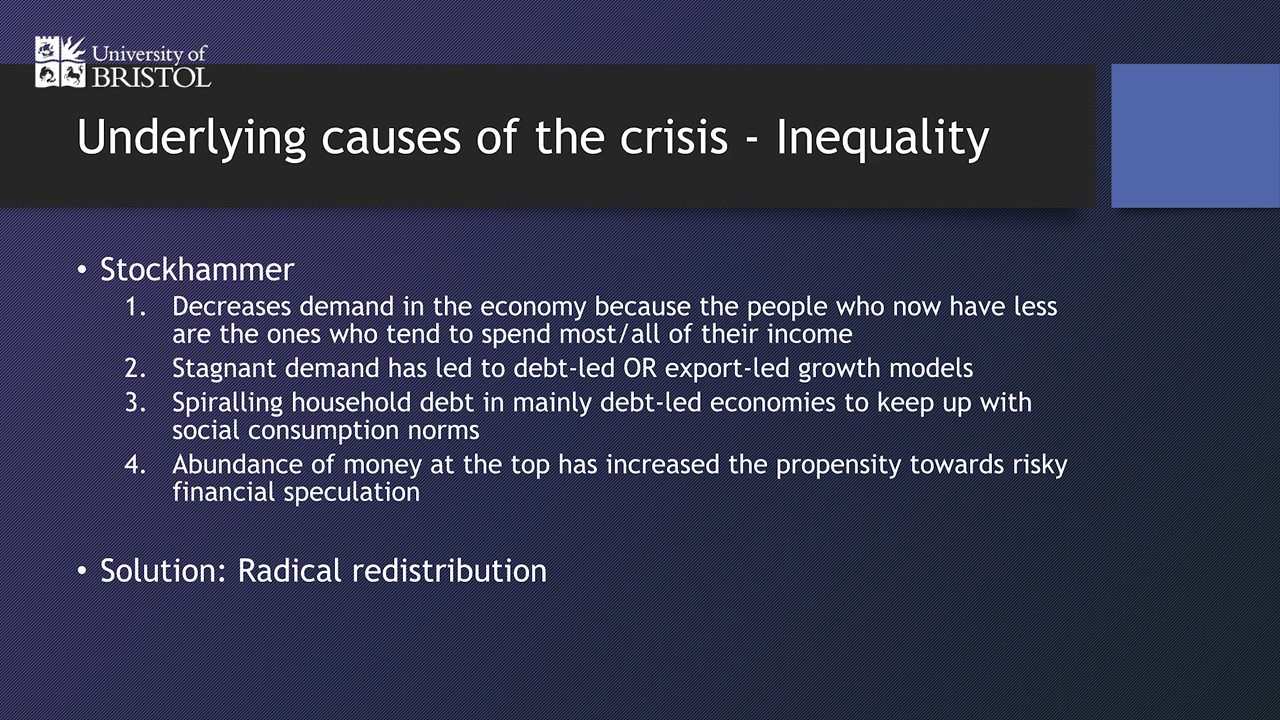 University of
BRISTOL
Underlying causes of the crisis - Inequality
• Stockhammer
1. Decreases demand in the economy because the people who now have less
are the ones who tend to spend most/all of their income
2. Stagnant demand has led to debt-led OR export-led growth models
3. Spiralling household debt in mainly debt-led economies to keep up with
social consumption norms
4. Abundance of money at the top has increased the propensity towards risky
financial speculation
• Solution: Radical redistribution